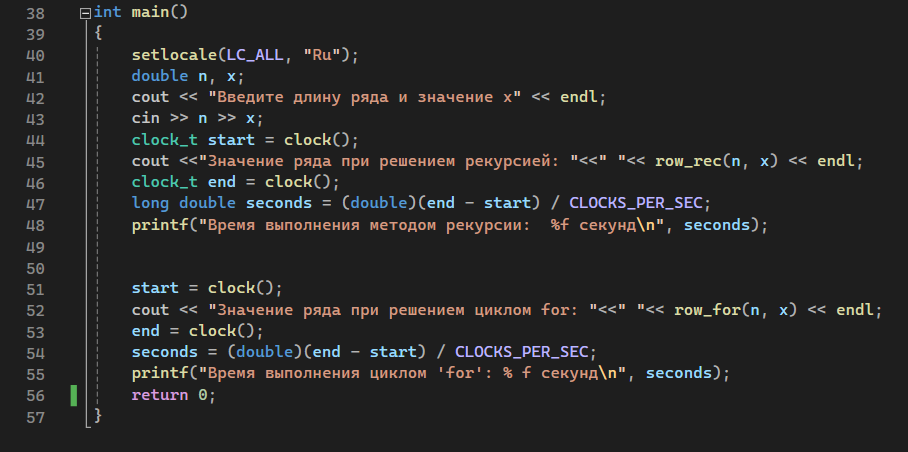 38 int main()
39 {
40 setlocale(LC_ALL, "Ru");
41 double n, x;
42 cout << "Введите длину ряда и значение x" << endl;
43 cin >> n >> x;
44 clock_t start = clock();
45 cout <<"Значение ряда при решением рекурсией: "<<" "<< row_rec(n, x) << endl;
46 clock_t end = clock();
47 long double seconds = (double)(end - start) / CLOCKS_PER_SEC;
48 printf("Время выполнения методом рекурсии:  %f секунд\n", seconds);
49
50
51 start = clock();
52 cout << "Значение ряда при решением циклом for: "<<" "<< row_for(n, x) << endl;
53 end = clock();
54 seconds = (double)(end - start) / CLOCKS_PER_SEC;
55 printf("Время выполнения циклом 'for': % f секунд\n", seconds);
56 return 0;
57 }